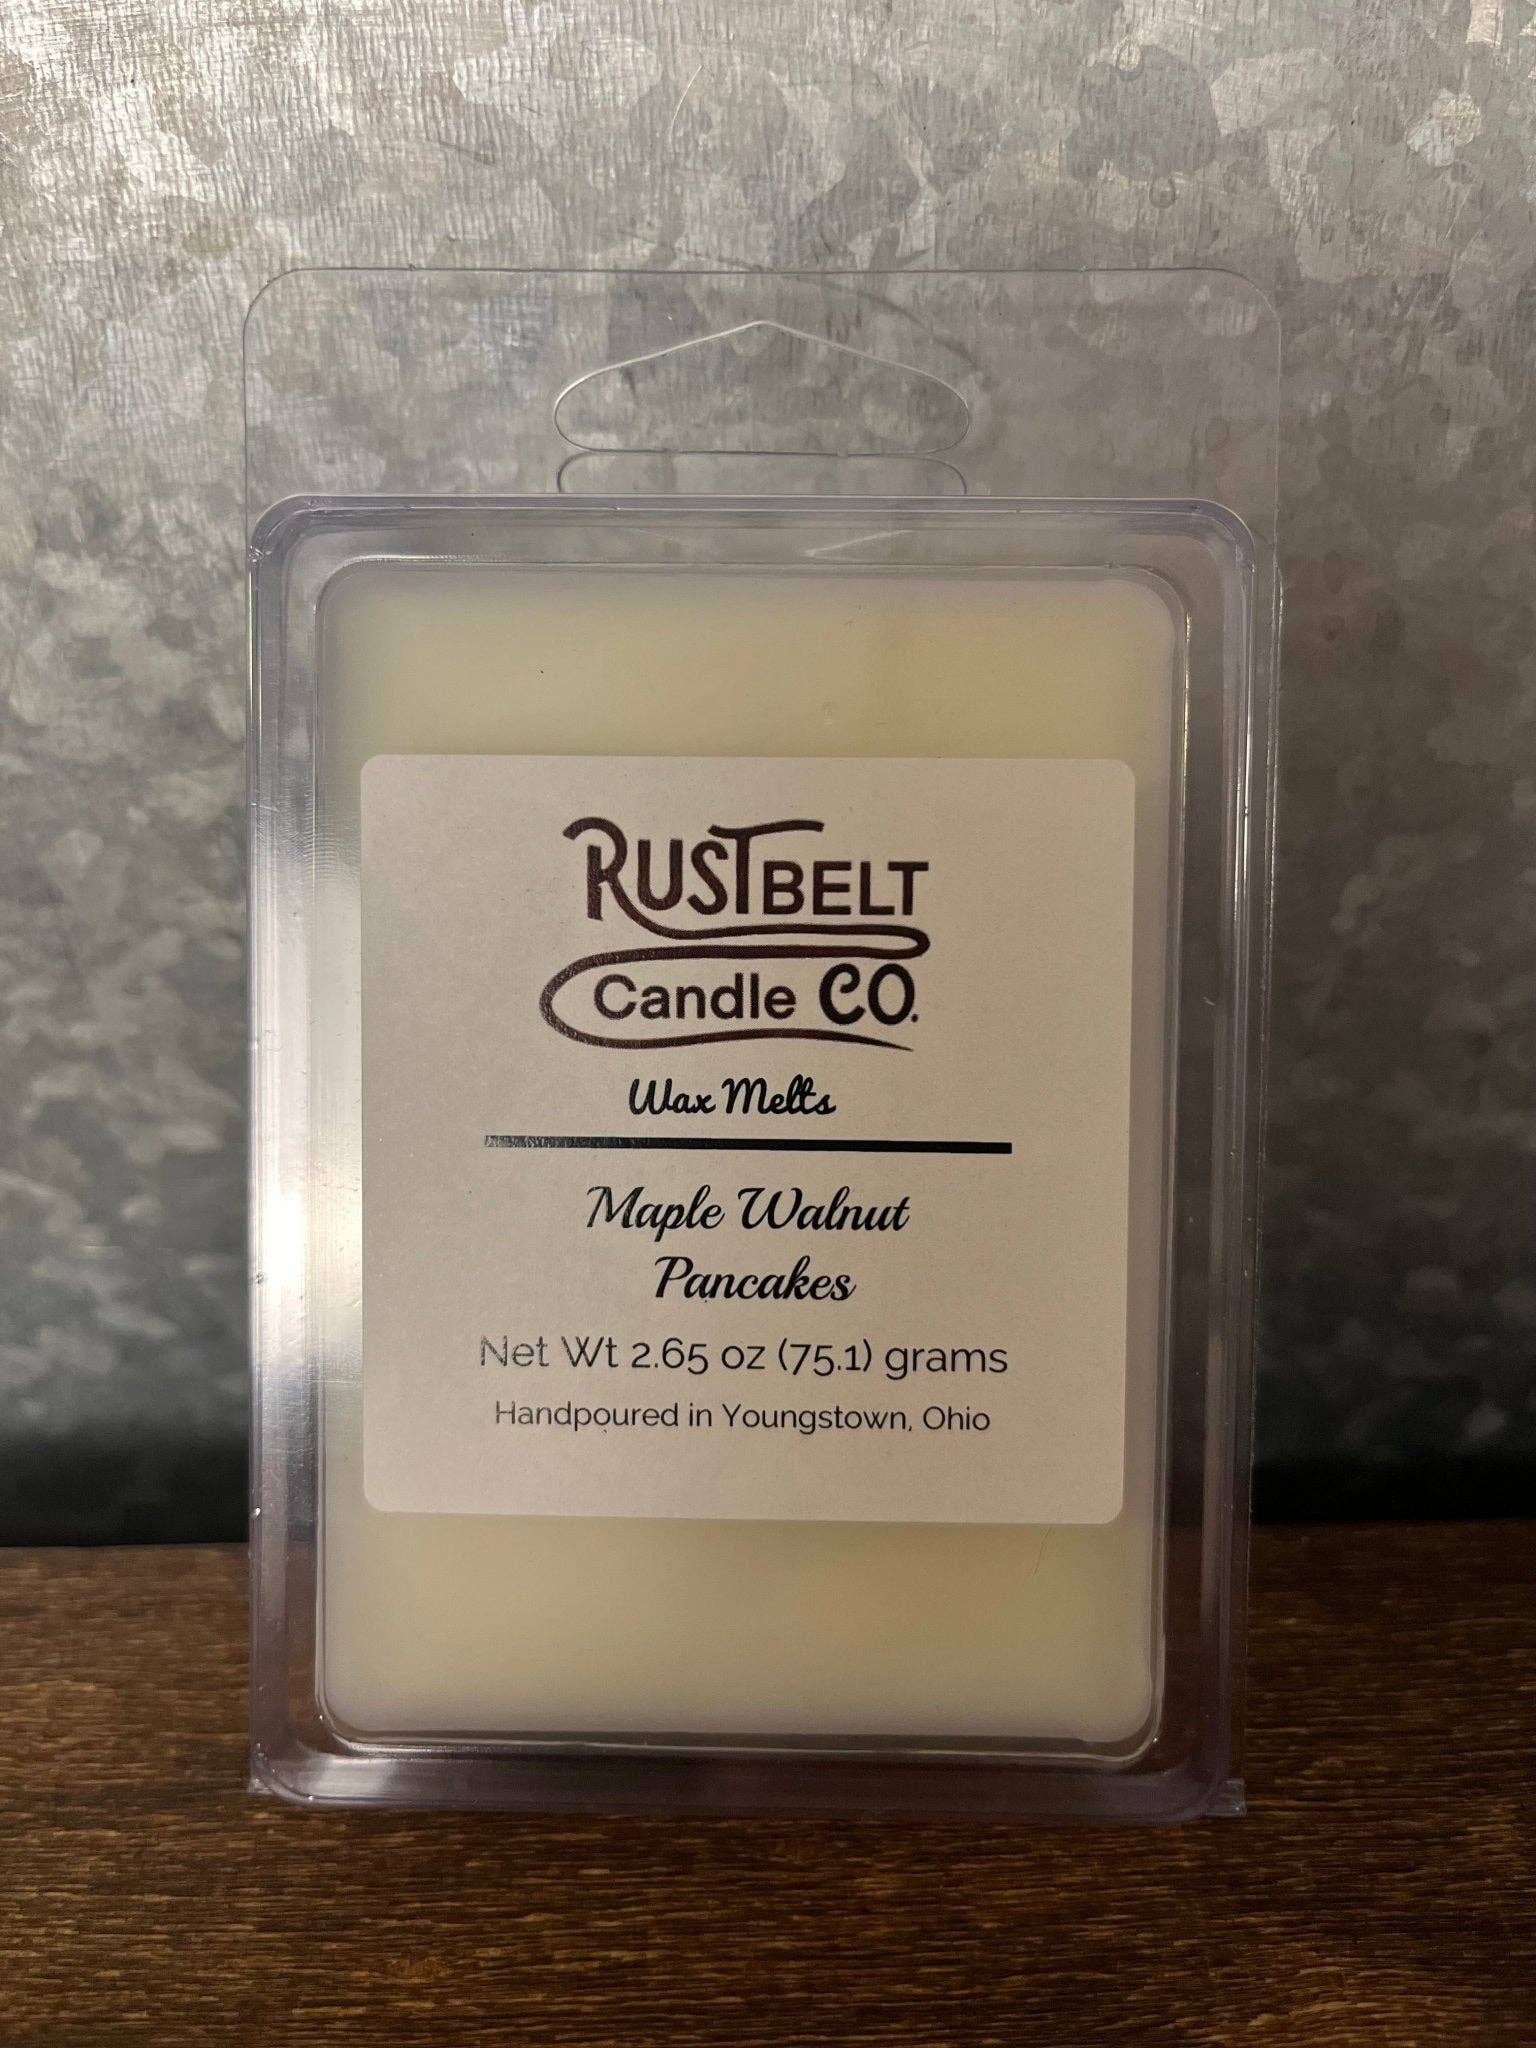 RUSTBELT
Candle CO.
Wax Melts
Maple Walnut
Pancakes
Net Wt 2.65 oz (75.1) grams
Handpoured in Youngstown, Ohio